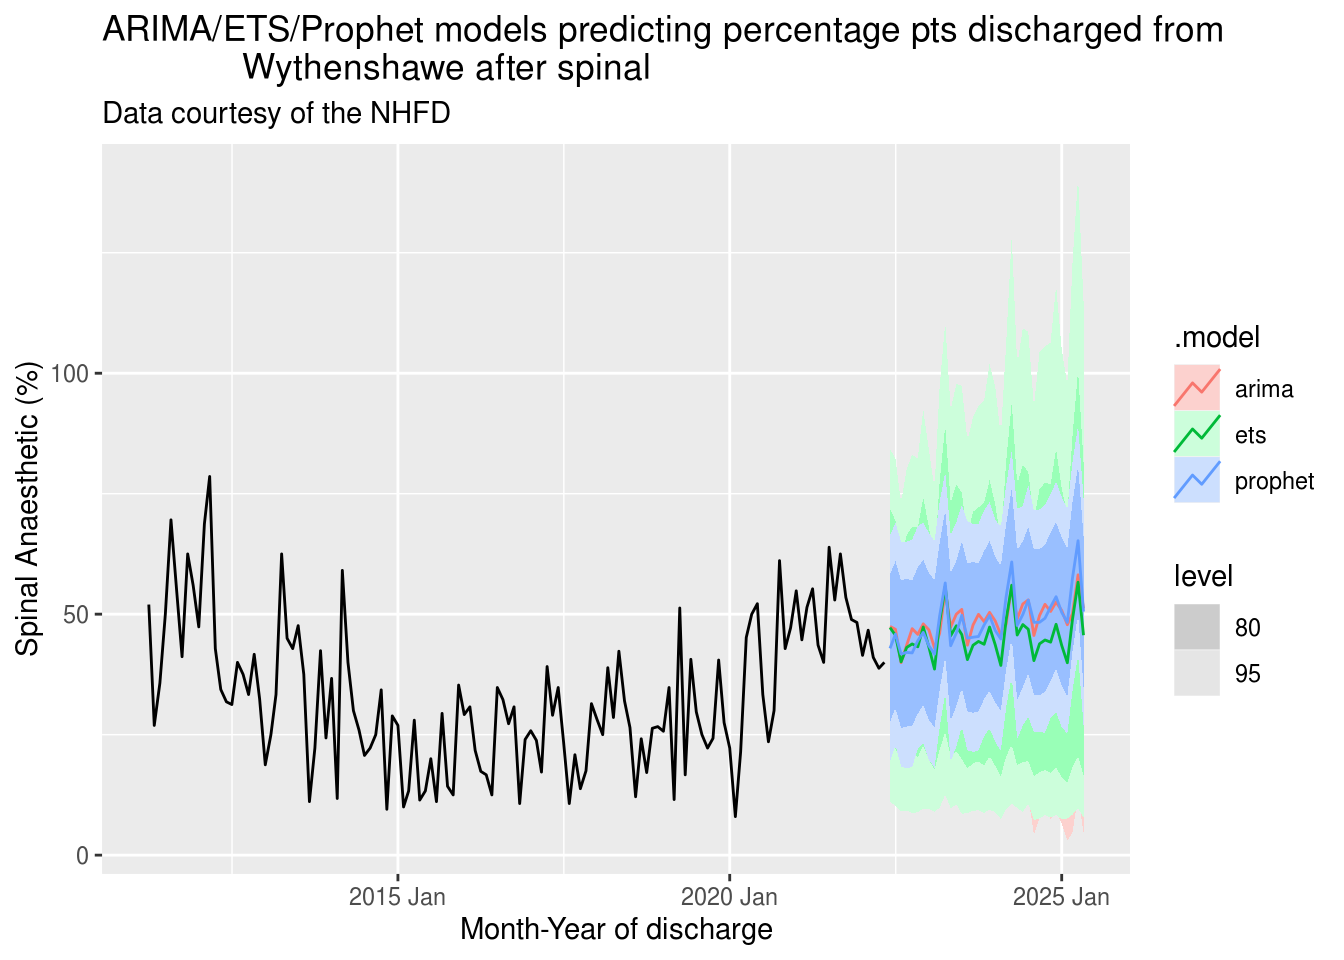 ARIMA/ETS/Prophet models predicting percentage pts discharged from
Wythenshawe after spinal
Data courtesy of the NHFD
Spinal Anaesthetic (%)
100
50
0
2015 Jan
2020 Jan
2025 Jan
Month-Year of discharge
.model
arima
ets
prophet
level
80
95